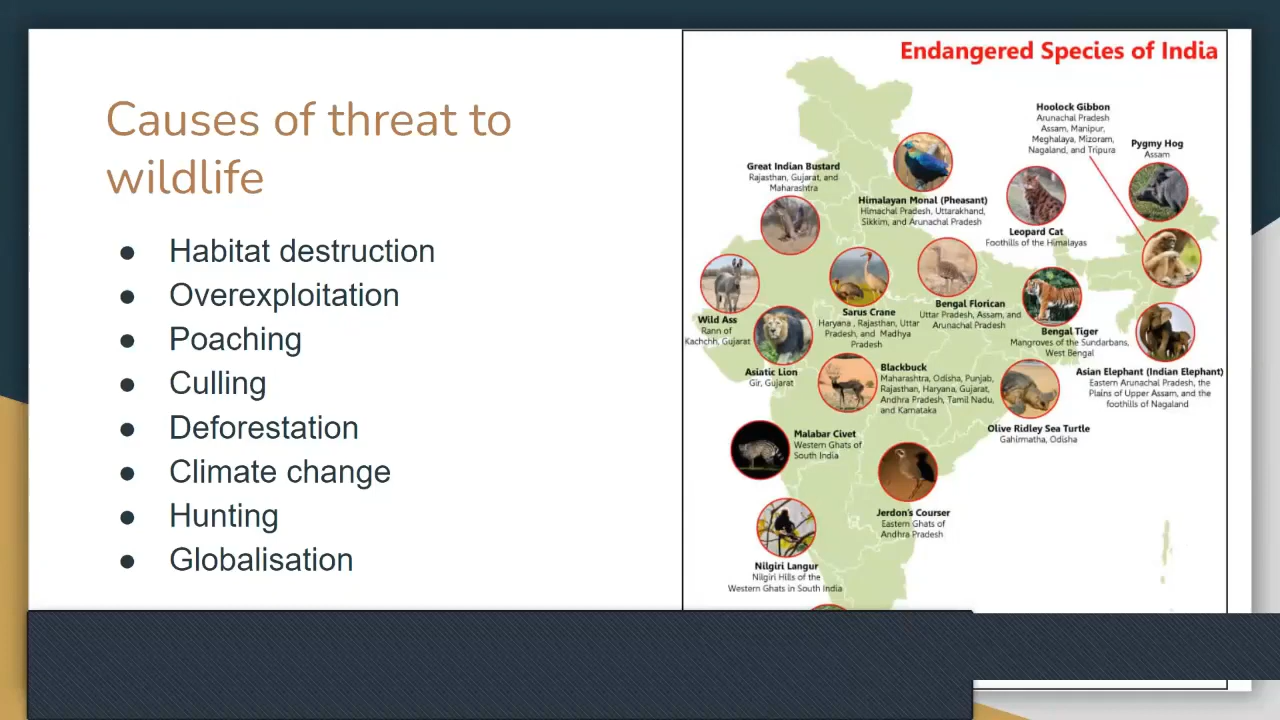 Causes of threat to
wildlife
● Habitat destruction
● Overexploitation
● Poaching
● Culling
● Deforestation
● Climate change
● Hunting
● Globalisation
Endangered Species of India
Hoolock Gibbon
Arunachal Pradesh
Assam, Manipur,
Meghalaya, Mizoram,
Nagaland, and Tripura
Pygmy Hog
Assam
Great Indian Bustard
Rajasthan, Gujarat, and
Maharashtra
Himalayan Monal (Pheasant)
Himachal Pradesh, Uttarakhand,
Sikkim, and Arunachal Pradesh
Leopard Cat
Foothills of the Himalayas
Wild Ass
Rann of
Kachchh, Gujarat
Sarus Crane
Haryana , Rajasthan, Uttar
Pradesh, and Madhya
Pradesh
Bengal Florican
Uttar Pradesh, Assam, and
Arunachal Pradesh
Bengal Tiger
Mangroves of the Sundarbans,
West Bengal
Asiatic Lion
Gir, Gujarat
Blackbuck
Maharashtra, Odisha, Punjab,
Rajasthan, Haryana, Gujarat,
Andhra Pradesh, Tamil Nadu,
and Karnataka
Asian Elephant (Indian Elephant)
Eastern Arunachal Pradesh, the
Plains of Upper Assam, and the
foothills of Nagaland
Olive Ridley Sea Turtle
Gahirmatha, Odisha
Malabar Civet
Western Ghats of
South India
Jerdon's Courser
Eastern Ghats of
Andhra Pradesh
Nilgiri Langur
Nilgiri Hills of the
Western Ghats in South India